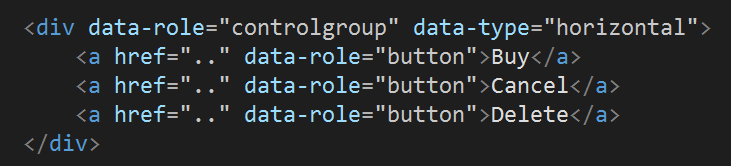 <div data-role="controlgroup" data-type="horizontal">
    <a href=".." data-role="button">Buy</a>
    <a href=".." data-role="button">Cancel</a>
    <a href=".." data-role="button">Delete</a>
</div>